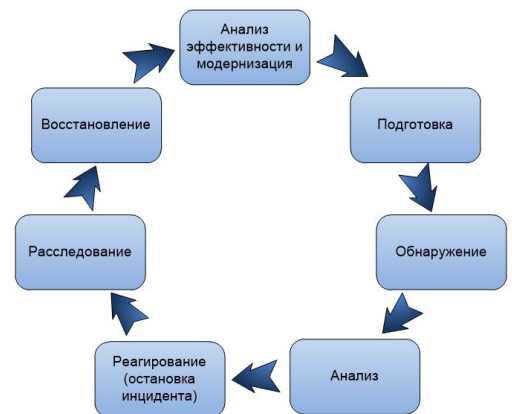 Анализ
эффективности и
модернизация
Подготовка
Обнаружение
Анализ
Реагирование
(остановка
инцидента)
Расследование
Восстановление